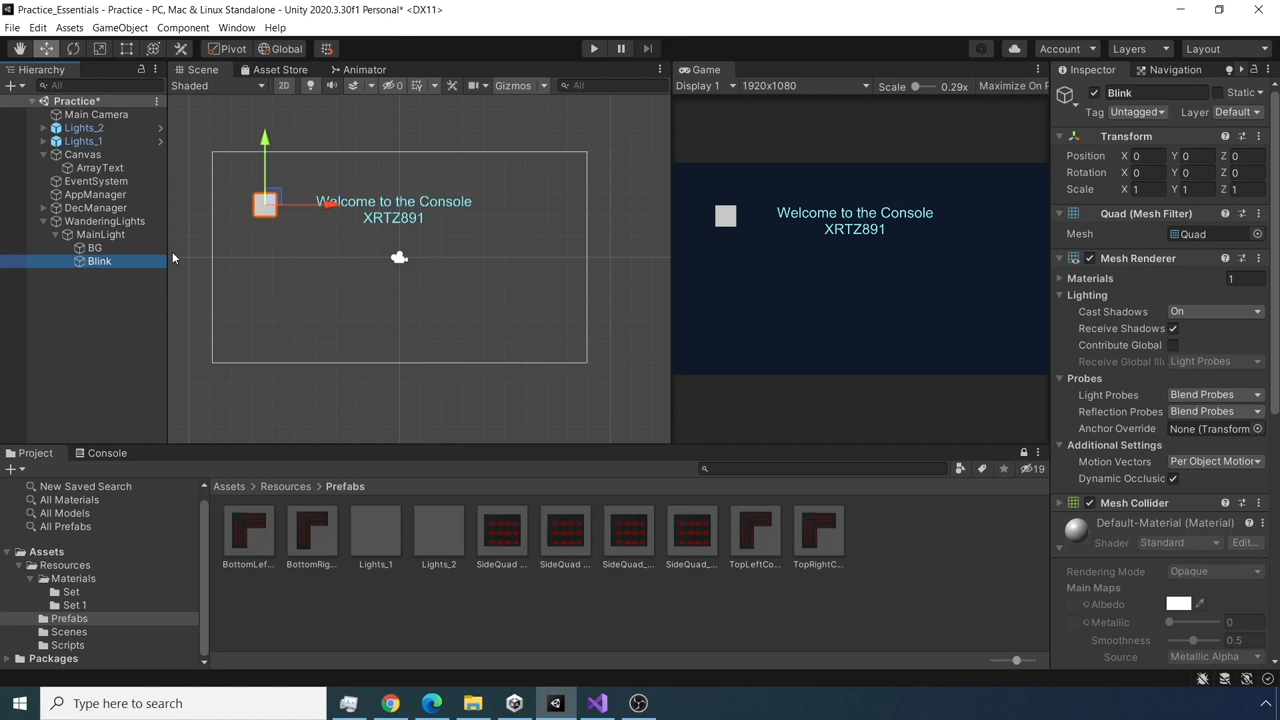 Practice_Essentials - Practice - PC, Mac & Linux Standalone - Unity 2020.3.30f1 Personal* <DX11>
File Edit Assets GameObject Component Window Help
Pivot Global Account Layers Layout
Hierarchy Scene Asset Store Animator Game Inspector Navigation
All Shaded 2D 0 Gizmos All Display 1 1920x1080 Scale 0.29x Maximize On P
Blink Static
Tag Untagged Layer Default
Practice*
Main Camera
Lights_2
Lights_1
Canvas
ArrayText
EventSystem
AppManager
DecManager
WanderingLights
MainLight
BG
Blink
Welcome to the Console
XRTZ891
Welcome to the Console
XRTZ891
Transform
Position X 0 Y 0 Z 0
Rotation X 0 Y 0 Z 0
Scale X 1 Y 1 Z 1
Quad (Mesh Filter)
Mesh Quad
Mesh Renderer
Materials 1
Lighting
Cast Shadows On
Receive Shadows
Contribute Global
Receive Global Illu Light Probes
Probes
Light Probes Blend Probes
Reflection Probes Blend Probes
Anchor Override None (Transform
Additional Settings
Motion Vectors Per Object Motion
Dynamic Occlusic
Mesh Collider
Default-Material (Material)
Shader Standard Edit...
Rendering Mode Opaque
Main Maps
Albedo
Metallic 0
Smoothness 0.5
Source Metallic Alpha
Project Console
19
New Saved Search
All Materials
All Models
All Prefabs
Assets
Resources
Materials
Set
Set 1
Prefabs
Scenes
Scripts
Packages
Assets Resources Prefabs
BottomLef... BottomRig... Lights_1 Lights_2 SideQuad ... SideQuad ... SideQuad_... SideQuad_... TopLeftCo... TopRightC...
Type here to search